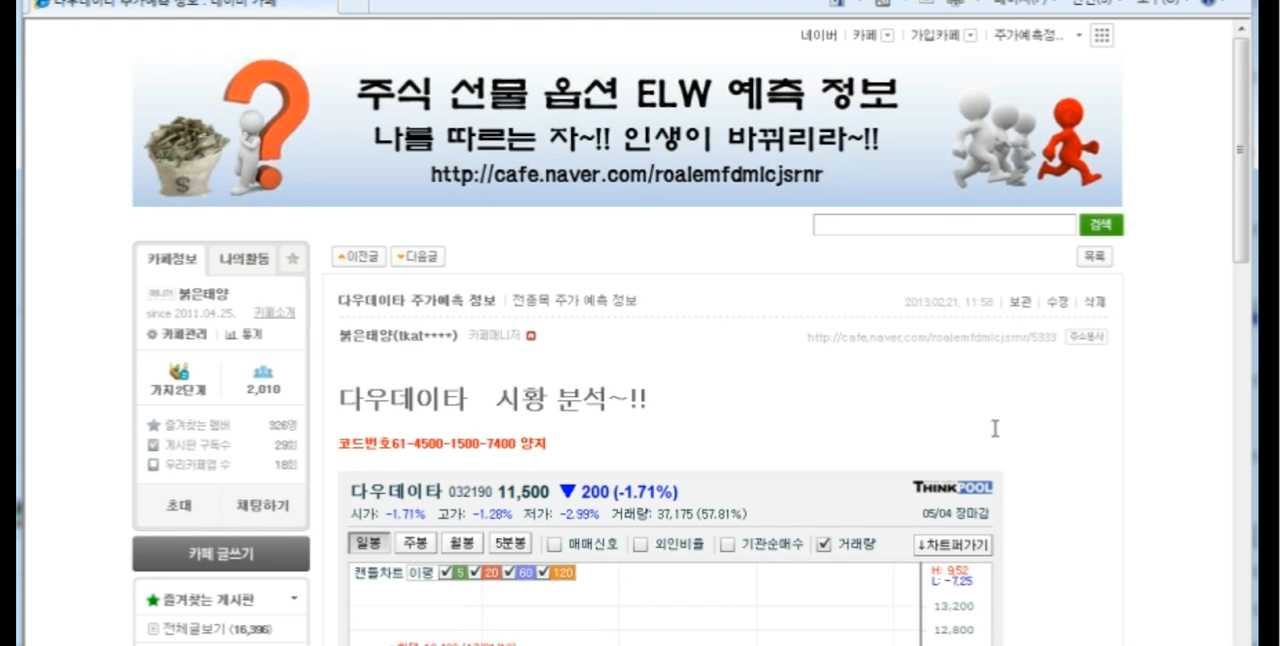 네이버 카페 가입카페 주가예측정..
주식 선물 옵션 ELW 예측 정보
나를 따르는 자~!! 인생이 바뀌리라~!!
http://cafe.naver.com/roalemfdmlcjsrnr
검색
카페정보 나의활동
이전글 다음글 목록
매니저 붉은태양
since 2011.04.25. 카페소개
카페관리 통계
가지2단계 2,010
즐겨찾는 멤버 326명
게시판 구독수 29회
우리카페앱 수 18회
초대 채팅하기
카페 글쓰기
즐겨찾는 게시판
전체글보기 (16,396)
다우데이타 주가예측 정보 | 전종목 주가 예측 정보 2013.02.21. 11:58 | 보관 | 수정 | 삭제
붉은태양(tkat****) 카페매니저 http://cafe.naver.com/roalemfdmlcjsrnr/5333 주소복사
다우데이타 시황 분석~!!
코드번호61-4500-1500-7400 양지
다우데이타 032190 11,500 ▼ 200 (-1.71%) THINKPOOL
시가: -1.71% 고가: -1.28% 저가: -2.99% 거래량: 37,175 (57.81%) 05/04 장마감
일봉 주봉 월봉 5분봉 매매신호 외인비율 기관순매수 거래량 ↓차트퍼가기
캔들차트 이평 5 20 60 120
H: 9.52
L: -7.25
13,200
12,800